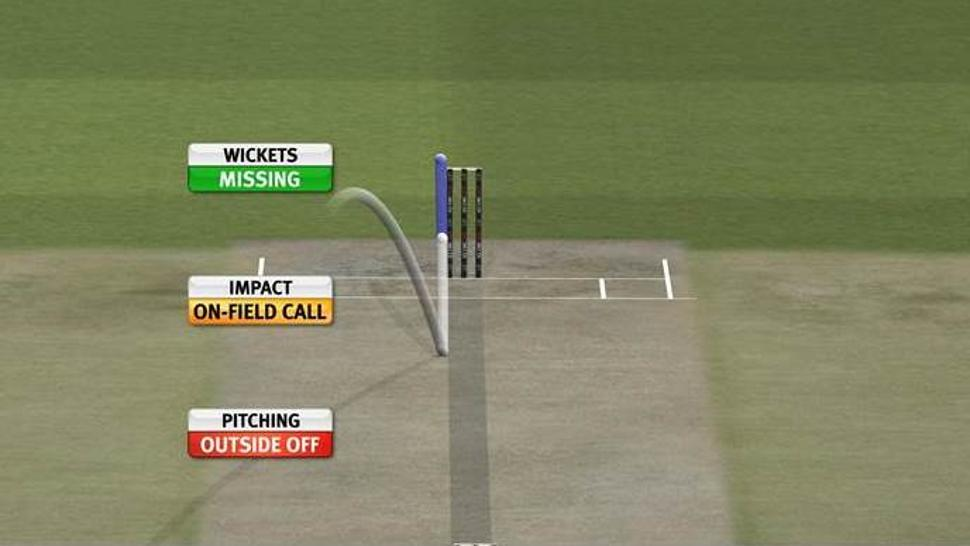 WICKETS
MISSING
IMPACT
ON-FIELD CALL
PITCHING
OUTSIDE OFF